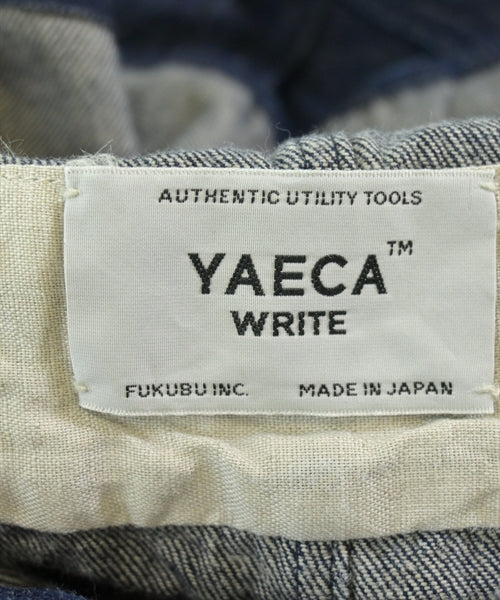 AUTHENTIC UTILITY TOOLS
YAECA™
WRITE
FUKUBU INC. MADE IN JAPAN